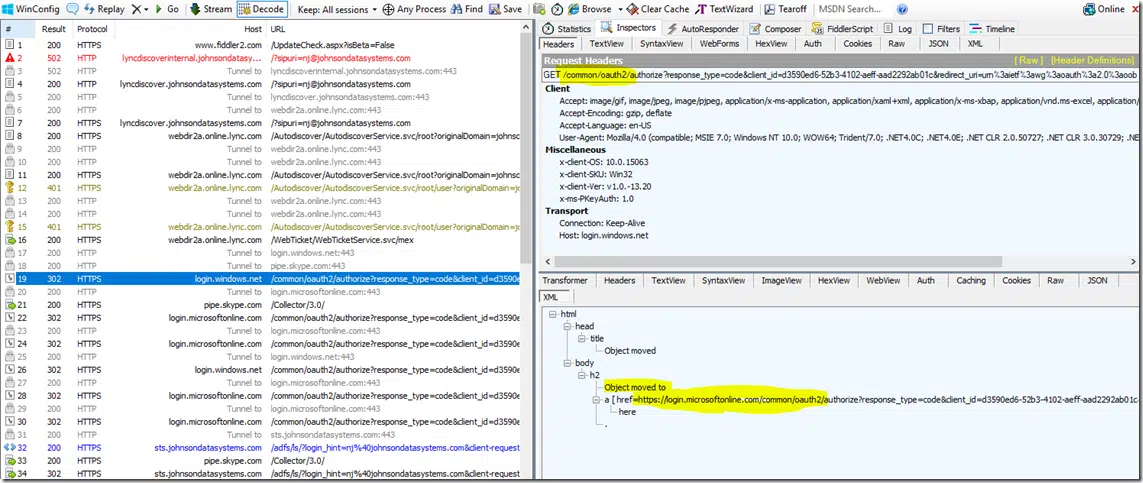 WinConfig Replay Go Stream Decode Keep: All sessions Any Process Find Save Browse Clear Cache TextWizard Tearoff MSDN Search... Online
# Result Protocol Host URL
1 200 HTTPS www.fiddler2.com /UpdateCheck.aspx?isBeta=False
2 502 HTTPS lyncdiscoverinternal.johnsondatasystems.com /?sipuri=nj@johnsondatasystems.com
3 200 HTTP Tunnel to lyncdiscoverinternal.johnsondatasystems.com:443
4 200 HTTPS lyncdiscover.johnsondatasystems.com /?sipuri=nj@johnsondatasystems.com
5 200 HTTP Tunnel to lyncdiscover.johnsondatasystems.com:443
6 200 HTTP Tunnel to webdir2a.online.lync.com:443
7 200 HTTPS lyncdiscover.johnsondatasystems.com /?sipuri=nj@johnsondatasystems.com
8 200 HTTPS webdir2a.online.lync.com /Autodiscover/AutodiscoverService.svc/root?originalDomain=johns
9 200 HTTP Tunnel to webdir2a.online.lync.com:443
10 200 HTTP Tunnel to webdir2a.online.lync.com:443
11 200 HTTPS webdir2a.online.lync.com /Autodiscover/AutodiscoverService.svc/root?originalDomain=johns
12 401 HTTPS webdir2a.online.lync.com /Autodiscover/AutodiscoverService.svc/root/user?originalDomain=jo
13 200 HTTP Tunnel to webdir2a.online.lync.com:443
14 200 HTTP Tunnel to webdir2a.online.lync.com:443
15 401 HTTPS webdir2a.online.lync.com /Autodiscover/AutodiscoverService.svc/root/user?originalDomain=jo
16 200 HTTPS webdir2a.online.lync.com /WebTicket/WebTicketService.svc/mex
17 200 HTTP Tunnel to login.windows.net:443
18 200 HTTP Tunnel to pipe.skype.com:443
19 302 HTTPS login.windows.net /common/oauth2/authorize?response_type=code&client_id=d3590e
20 200 HTTP Tunnel to login.microsoftonline.com:443
21 200 HTTPS pipe.skype.com /Collector/3.0/
22 302 HTTPS login.microsoftonline.com /common/oauth2/authorize?response_type=code&client_id=d3590e
23 200 HTTP Tunnel to login.microsoftonline.com:443
24 302 HTTPS login.microsoftonline.com /common/oauth2/authorize?response_type=code&client_id=d3590e
25 200 HTTP Tunnel to login.windows.net:443
26 302 HTTPS login.windows.net /common/oauth2/authorize?response_type=code&client_id=d3590e
27 200 HTTP Tunnel to login.microsoftonline.com:443
28 302 HTTPS login.microsoftonline.com /common/oauth2/authorize?response_type=code&client_id=d3590e
29 200 HTTP Tunnel to login.microsoftonline.com:443
30 302 HTTPS login.microsoftonline.com /common/oauth2/authorize?response_type=code&client_id=d3590e
31 200 HTTP Tunnel to sts.johnsondatasystems.com:443
32 200 HTTPS sts.johnsondatasystems.com /adfs/ls/?login_hint=nj%40johnsondatasystems.com&client-reques
33 200 HTTPS pipe.skype.com /Collector/3.0/
34 302 HTTPS sts.johnsondatasystems.com /adfs/ls/?login_hint=nj%40johnsondatasystems.com&client-reques
Statistics Inspectors AutoResponder Composer FiddlerScript Log Filters Timeline
Headers TextView SyntaxView WebForms HexView Auth Cookies Raw JSON XML
Request Headers [ Raw ] [Header Definitions]
GET /common/oauth2/authorize?response_type=code&client_id=d3590ed6-52b3-4102-aeff-aad2292ab01c&redirect_uri=urn%3aietf%3awg%3aoauth%3a2.0%3aoob
Client
Accept: image/gif, image/jpeg, image/pjpeg, application/x-ms-application, application/xaml+xml, application/x-ms-xbap, application/vnd.ms-excel, application/
Accept-Encoding: gzip, deflate
Accept-Language: en-US
User-Agent: Mozilla/4.0 (compatible; MSIE 7.0; Windows NT 10.0; WOW64; Trident/7.0; .NET4.0C; .NET4.0E; .NET CLR 2.0.50727; .NET CLR 3.0.30729; .NET
Miscellaneous
x-client-OS: 10.0.15063
x-client-SKU: Win32
x-client-Ver: v1.0.-13.20
x-ms-PKeyAuth: 1.0
Transport
Connection: Keep-Alive
Host: login.windows.net
Transformer Headers TextView SyntaxView ImageView HexView WebView Auth Caching Cookies Raw JSON
XML
html
head
title
Object moved
body
h2
Object moved to
a [ href=https://login.microsoftonline.com/common/oauth2/authorize?response_type=code&client_id=d3590ed6-52b3-4102-aeff-aad2292ab01c
here
.